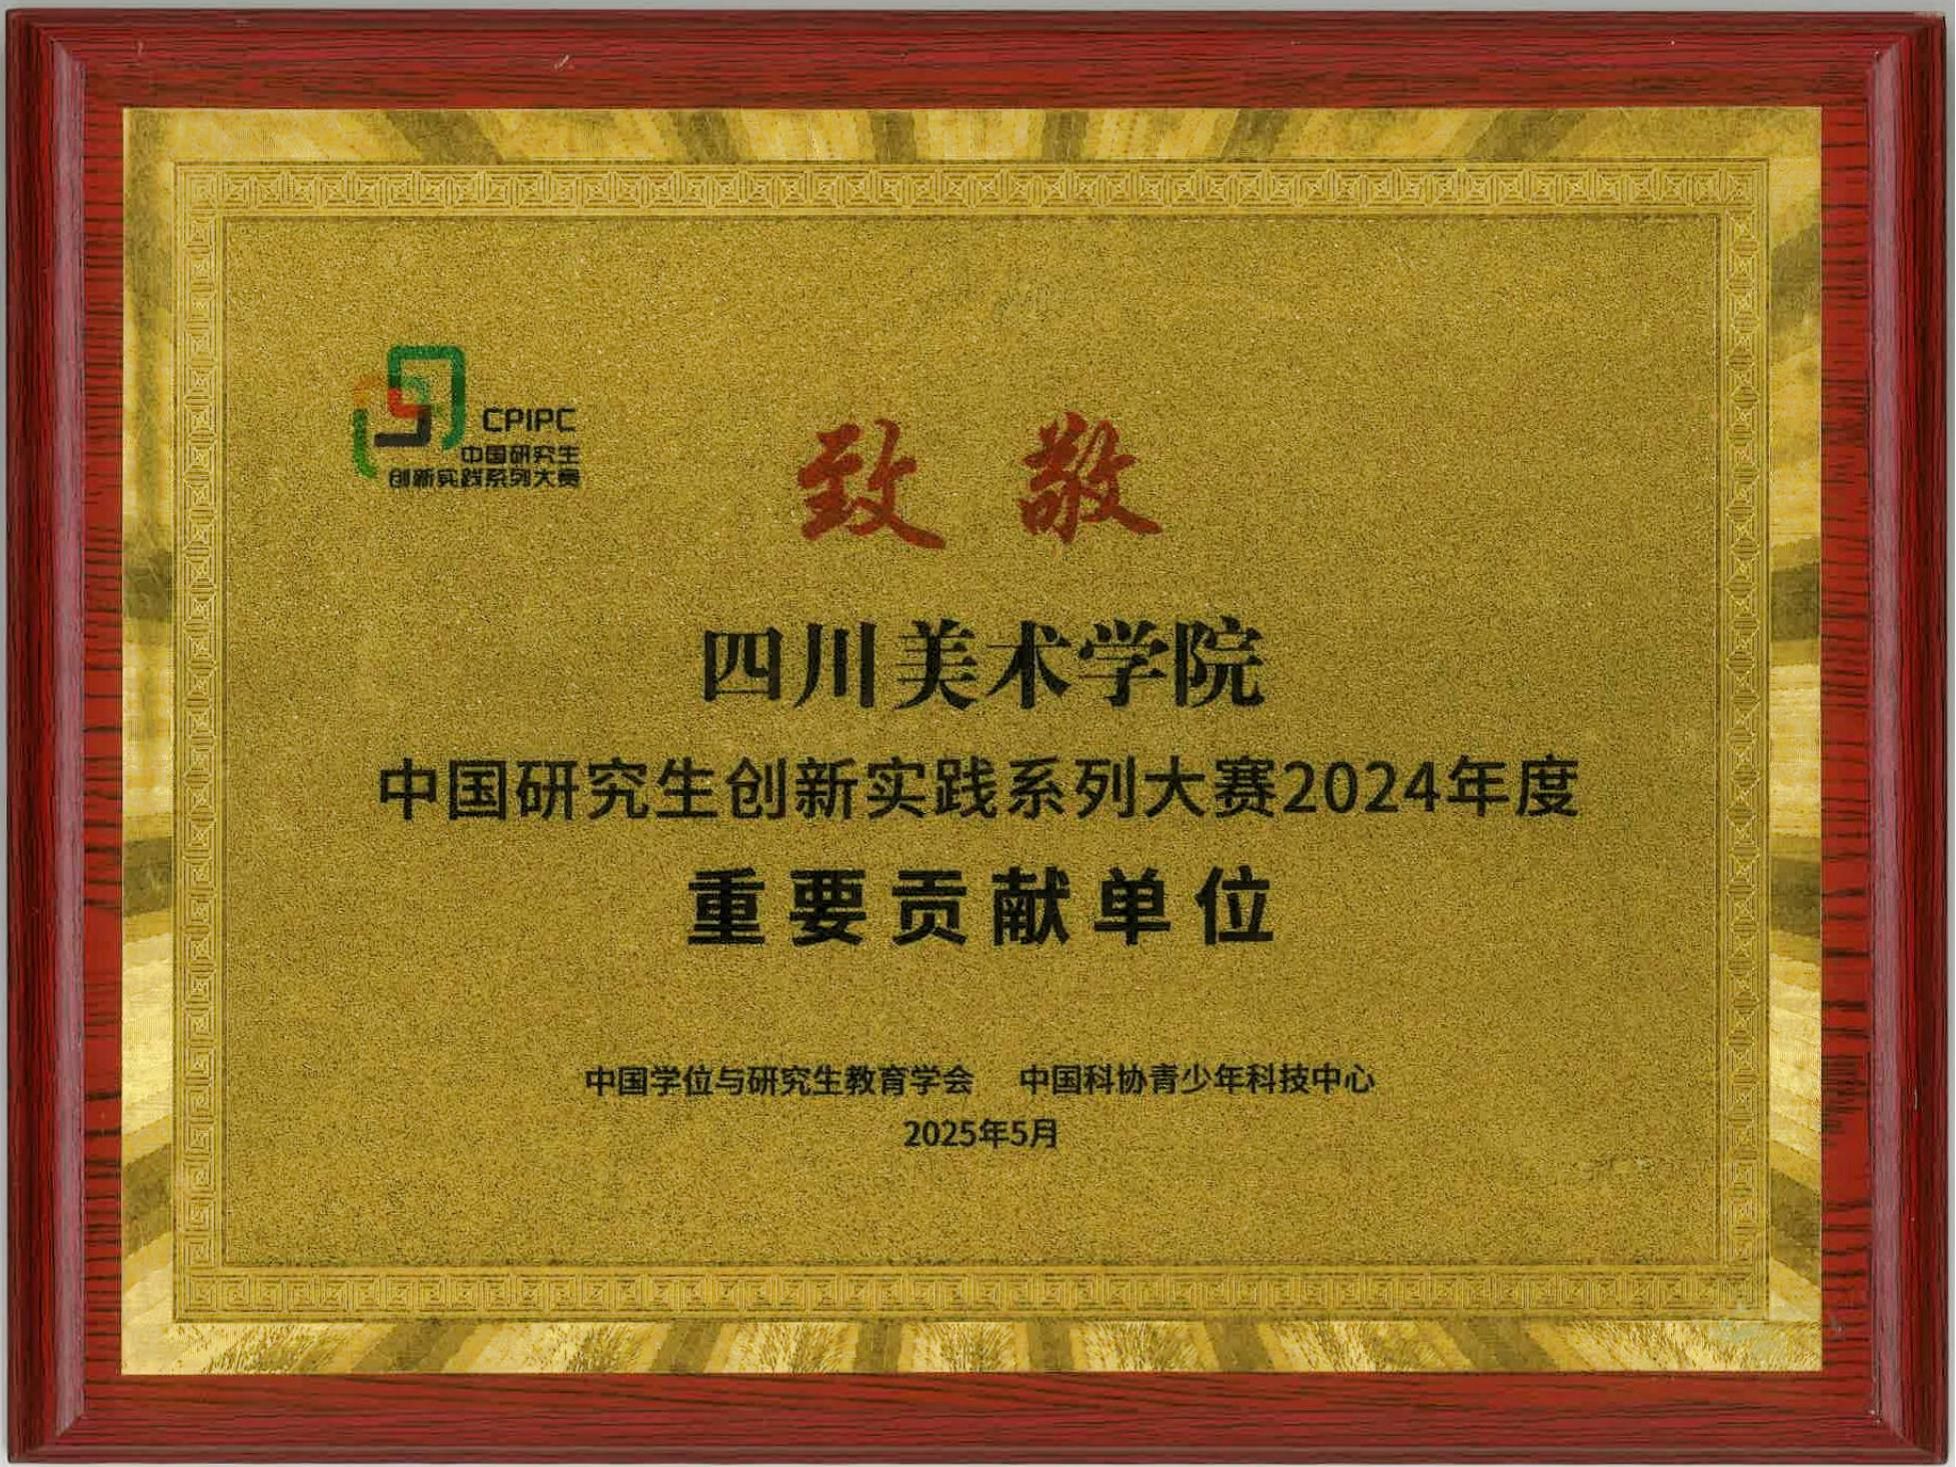 CPIPC
中国研究生
创新实践系列大赛
致敬
四川美术学院
中国研究生创新实践系列大赛2024年度
重要贡献单位
中国学位与研究生教育学会 中国科协青少年科技中心
2025年5月